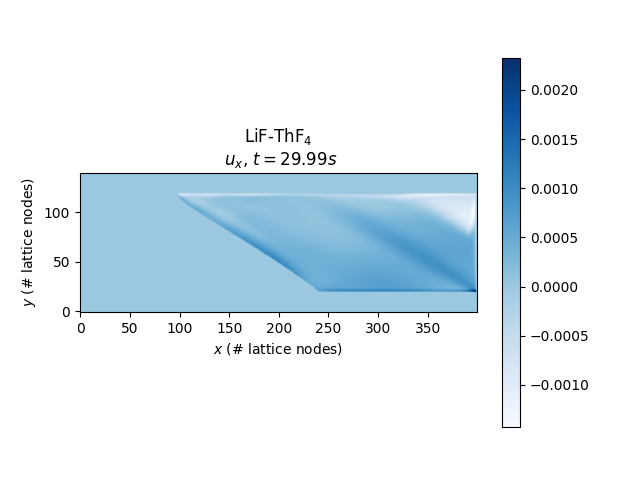 LiF-ThF₄
uₓ, t = 29.99s
y (# lattice nodes)
100
50
0
0 50 100 150 200 250 300 350
x (# lattice nodes)
0.0020
0.0015
0.0010
0.0005
0.0000
−0.0005
−0.0010